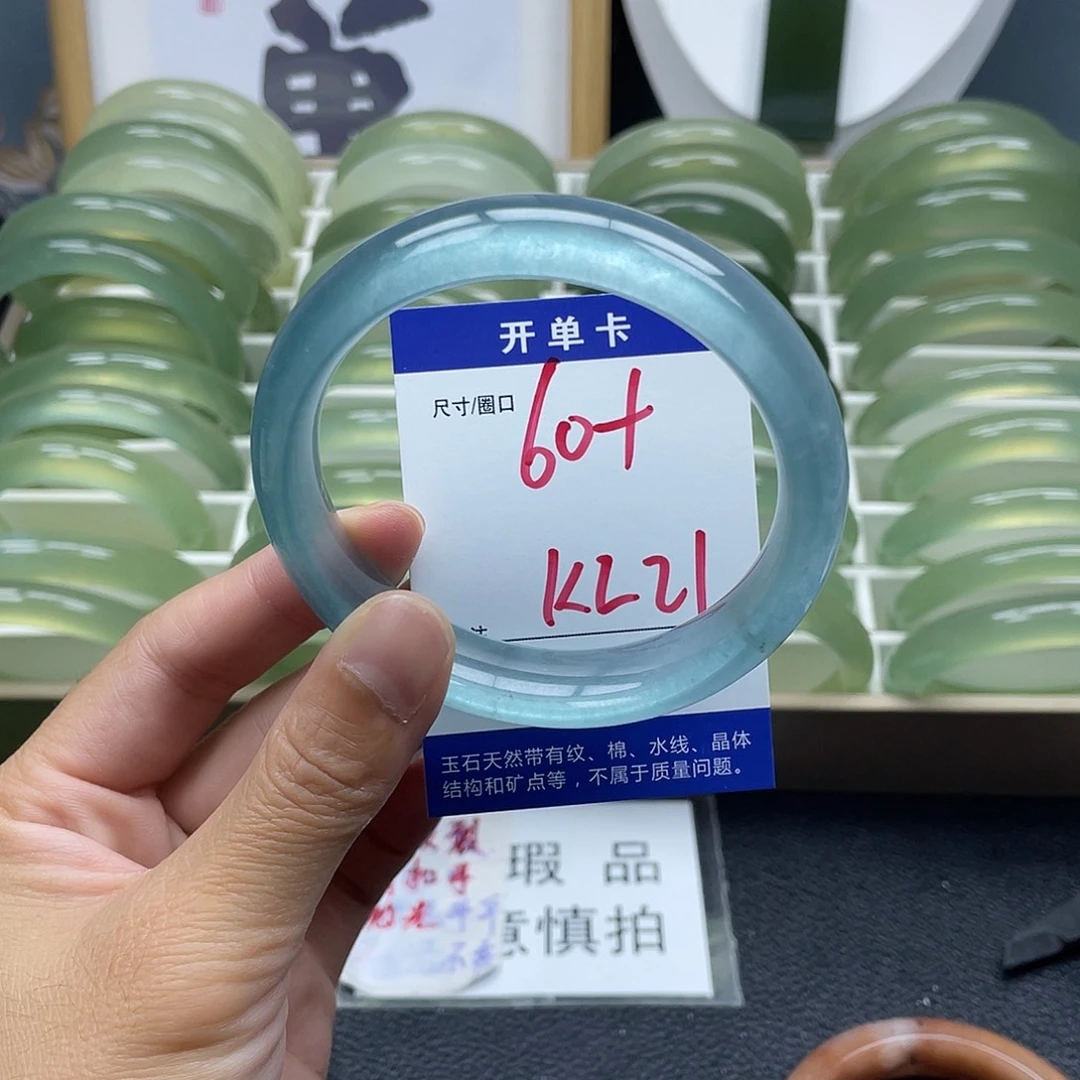 开单卡
尺寸/圈口 60+
KL21
玉石天然带有纹、棉、水线、晶体
结构和矿点等，不属于质量问题。
瑕 品
慎拍
扣手